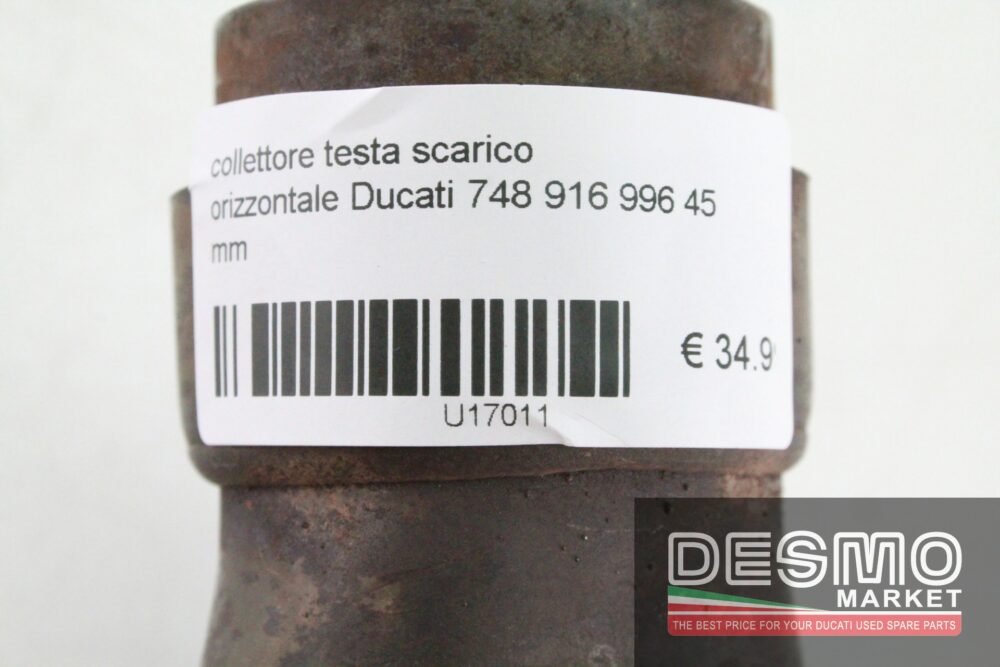 collettore testa scarico
orizzontale Ducati 748 916 996 45
mm
€ 34.9
U17011
DESMO
MARKET
THE BEST PRICE FOR YOUR DUCATI USED SPARE PARTS